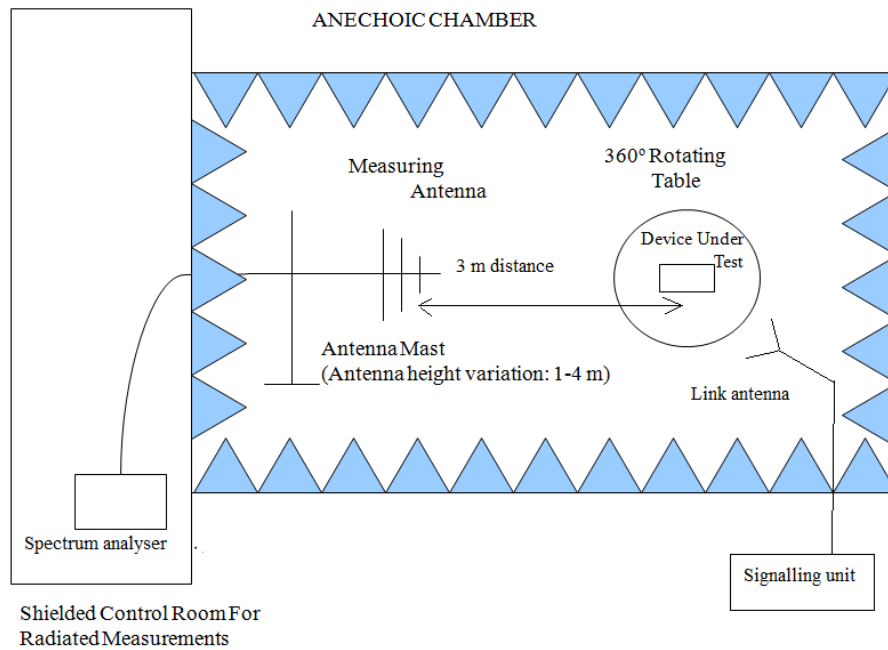 ANECHOIC CHAMBER
360º Rotating
Table
Measuring
Antenna
Device Under
Test
3 m distance
Antenna Mast
(Antenna height variation: 1-4 m)
Link antenna
Spectrum analyser
Signalling unit
Shielded Control Room For
Radiated Measurements